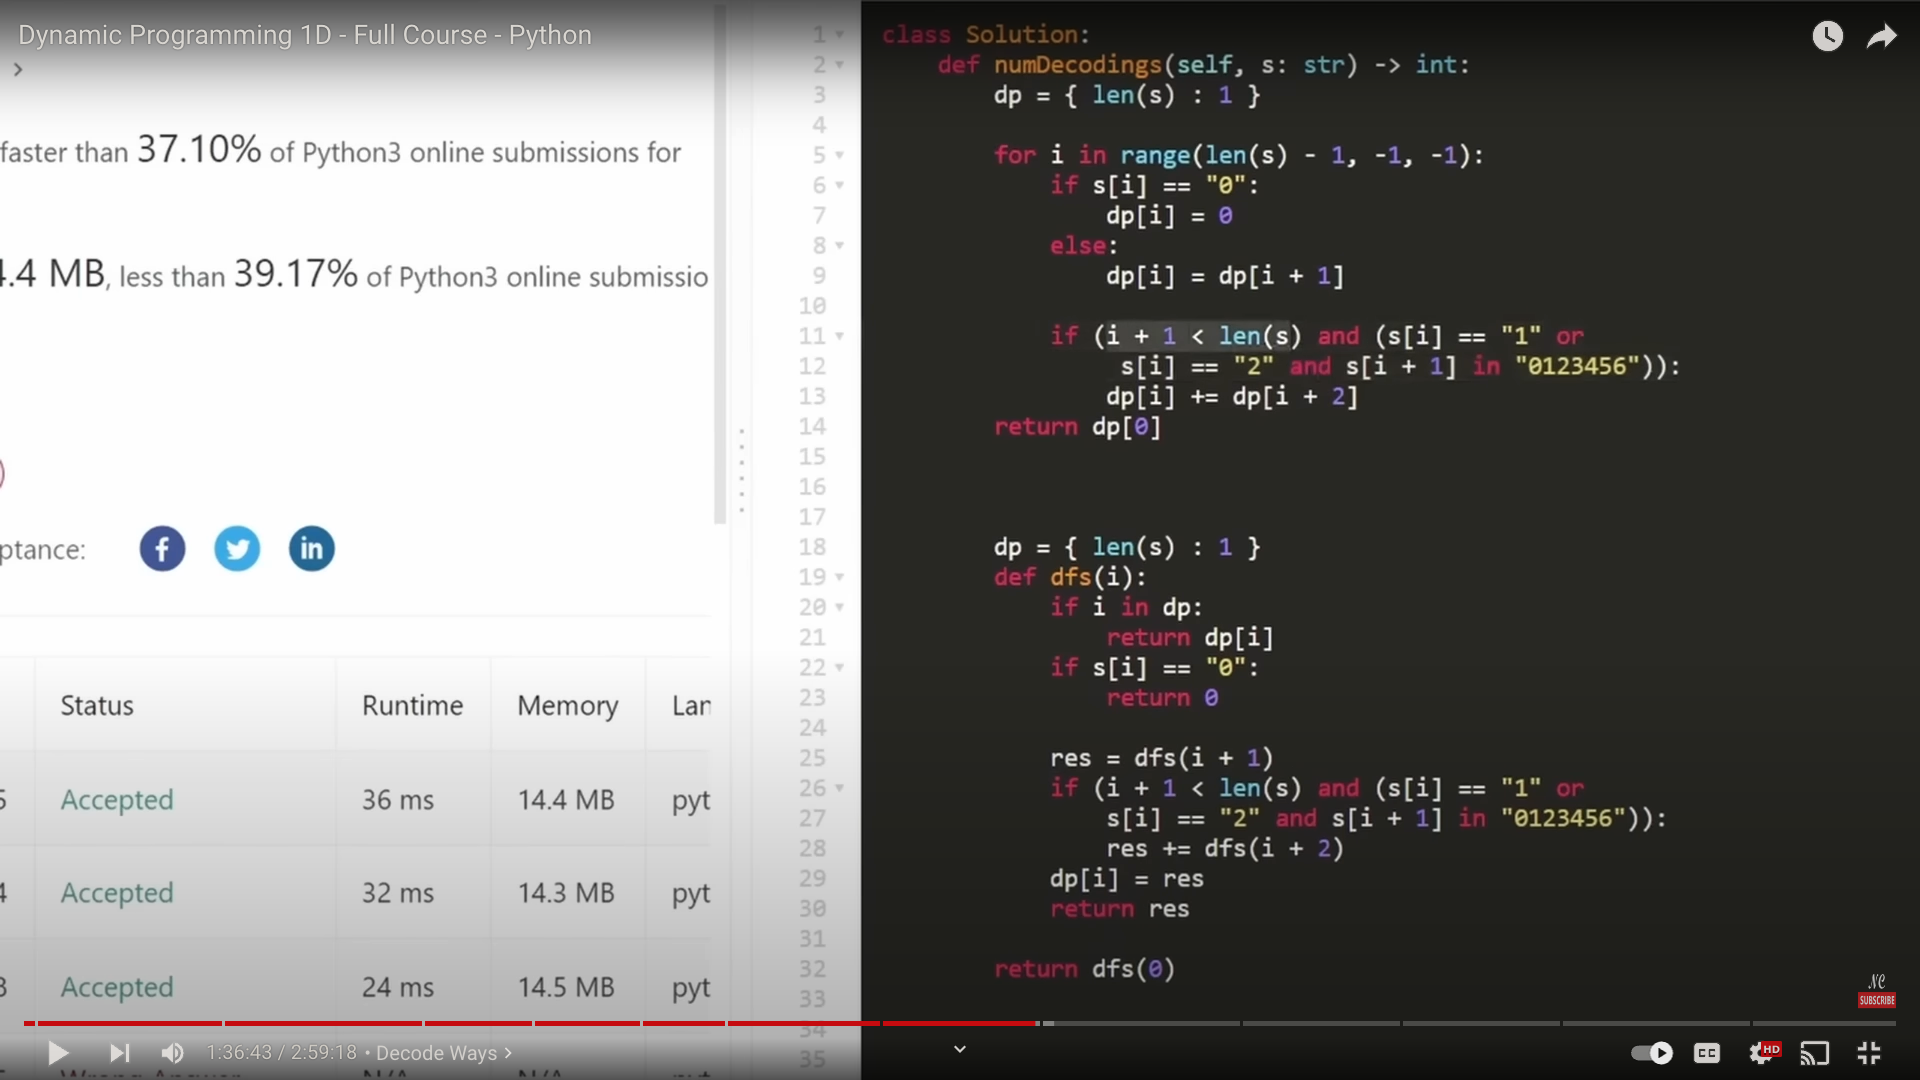 Dynamic Programming 1D - Full Course - Python
faster than 37.10% of Python3 online submissions for
.4 MB, less than 39.17% of Python3 online submissio
ptance:
Status Runtime Memory Lan
5 Accepted 36 ms 14.4 MB pyt
4 Accepted 32 ms 14.3 MB pyt
3 Accepted 24 ms 14.5 MB pyt
1 class Solution:
2 def numDecodings(self, s: str) -> int:
3 dp = { len(s) : 1 }
4
5 for i in range(len(s) - 1, -1, -1):
6 if s[i] == "0":
7 dp[i] = 0
8 else:
9 dp[i] = dp[i + 1]
10
11 if (i + 1 < len(s) and (s[i] == "1" or
12 s[i] == "2" and s[i + 1] in "0123456")):
13 dp[i] += dp[i + 2]
14 return dp[0]
15
16
17
18 dp = { len(s) : 1 }
19 def dfs(i):
20 if i in dp:
21 return dp[i]
22 if s[i] == "0":
23 return 0
24
25 res = dfs(i + 1)
26 if (i + 1 < len(s) and (s[i] == "1" or
27 s[i] == "2" and s[i + 1] in "0123456")):
28 res += dfs(i + 2)
29 dp[i] = res
30 return res
31
32 return dfs(0)
33
34
35
NC
SUBSCRIBE
1:36:43 / 2:59:18 • Decode Ways >
CC
HD